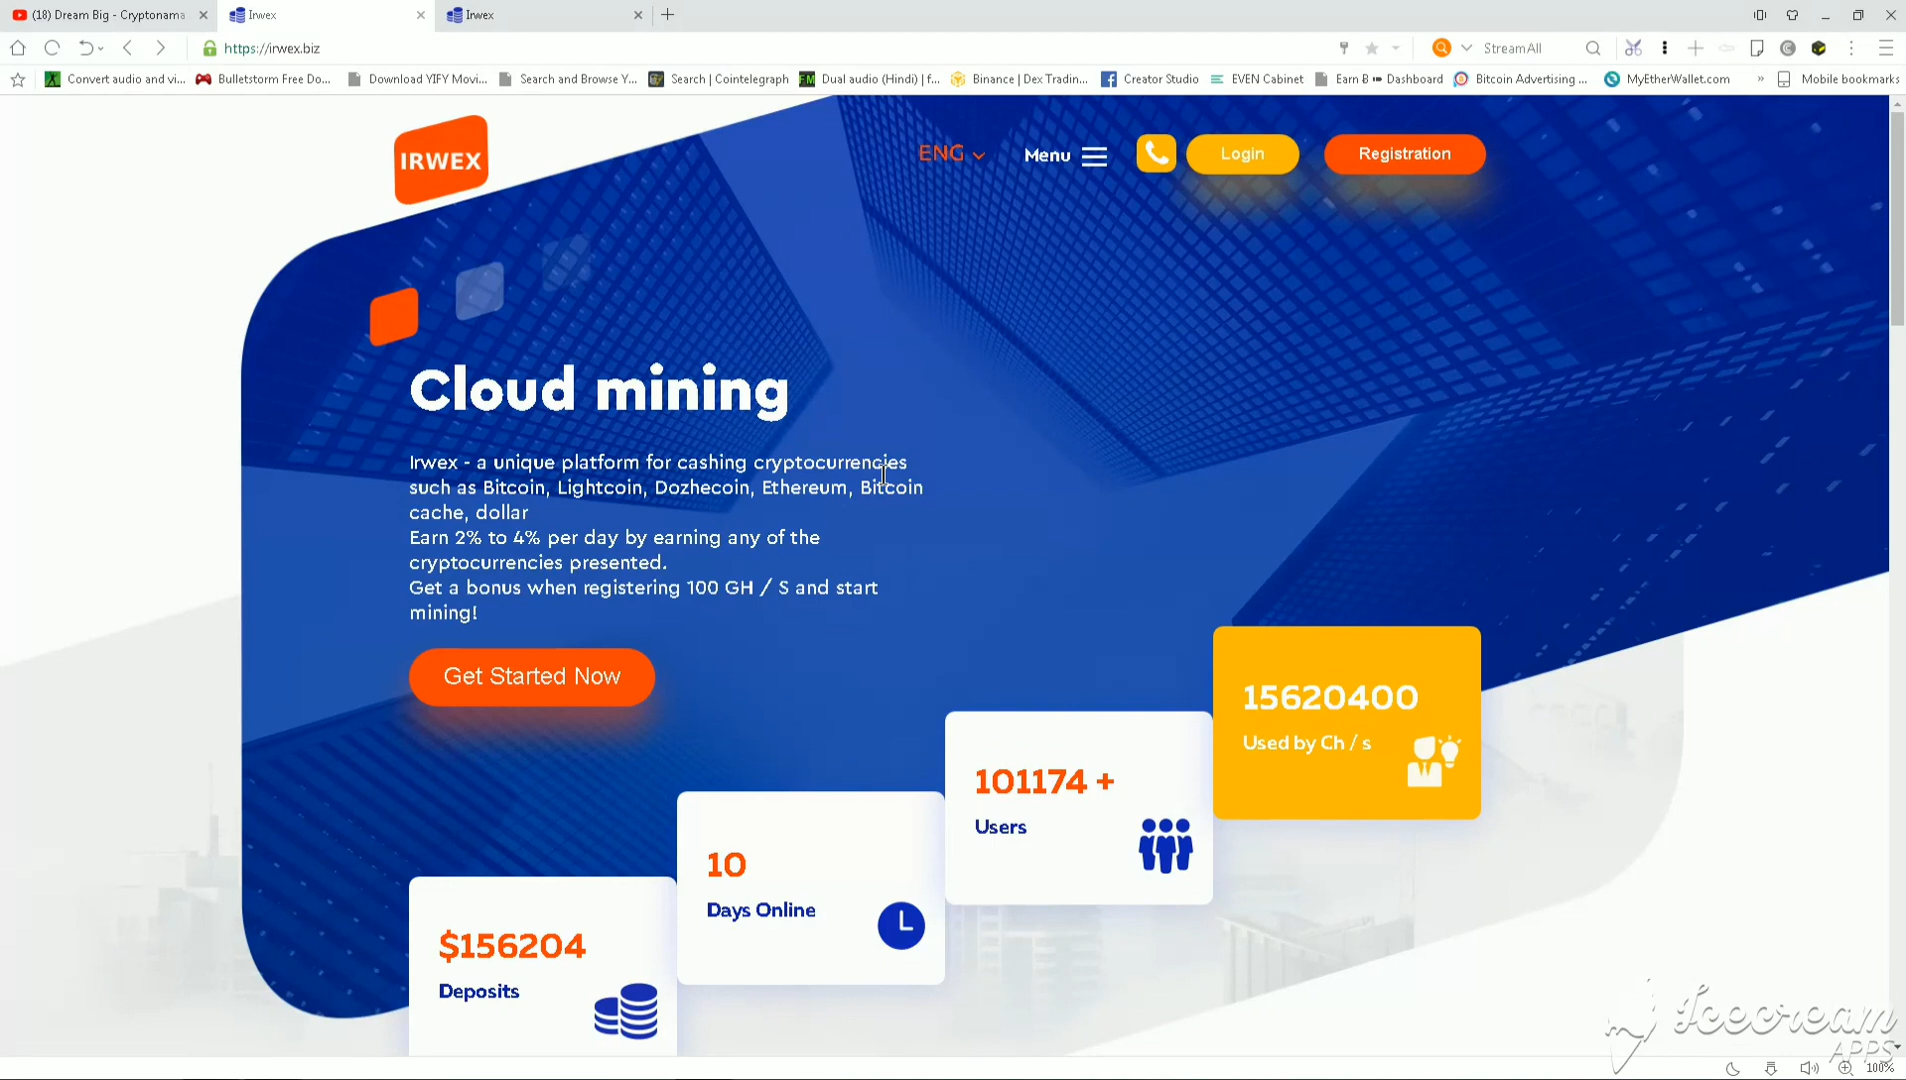 (18) Dream Big - Cryptonama
Irwex
Irwex
https://irwex.biz
StreamAll
Convert audio and vi...
Bulletstorm Free Do...
Download YIFY Movi...
Search and Browse Y...
Search | Cointelegraph
Dual audio (Hindi) | f...
Binance | Dex Tradin...
Creator Studio
EVEN Cabinet
Dashboard
Bitcoin Advertising ...
MyEtherWallet.com
»
Mobile bookmarks
IRWEX
ENG
Menu
Login
Registration
Cloud mining
Irwex - a unique platform for cashing cryptocurrencies
such as Bitcoin, Lightcoin, Dozhecoin, Ethereum, Bitcoin
cache, dollar
Earn 2% to 4% per day by earning any of the
cryptocurrencies presented.
Get a bonus when registering 100 GH / S and start
mining!
Get Started Now
15620400
Used by Ch / s
101174 +
Users
10
Days Online
$156204
Deposits
Icecream
APPS
100%